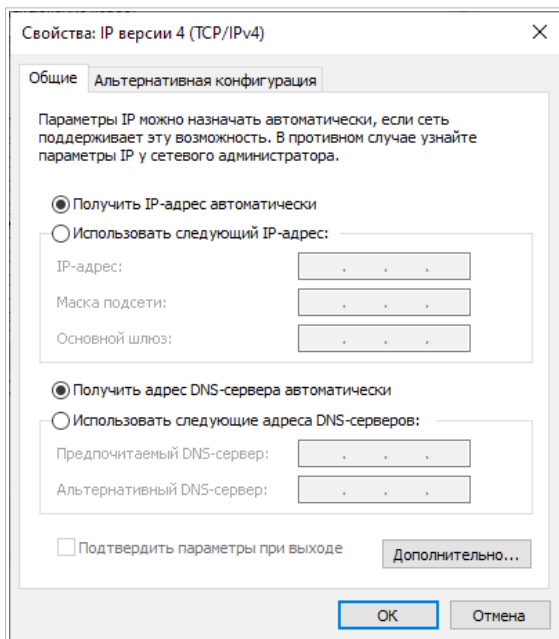 Свойства: IP версии 4 (TCP/IPv4)
Общие
Альтернативная конфигурация
Параметры IP можно назначать автоматически, если сеть
поддерживает эту возможность. В противном случае узнайте
параметры IP у сетевого администратора.
Получить IP-адрес автоматически
Использовать следующий IP-адрес:
IP-адрес:
Маска подсети:
Основной шлюз:
Получить адрес DNS-сервера автоматически
Использовать следующие адреса DNS-серверов:
Предпочитаемый DNS-сервер:
Альтернативный DNS-сервер:
Подтвердить параметры при выходе
Дополнительно...
ОК
Отмена